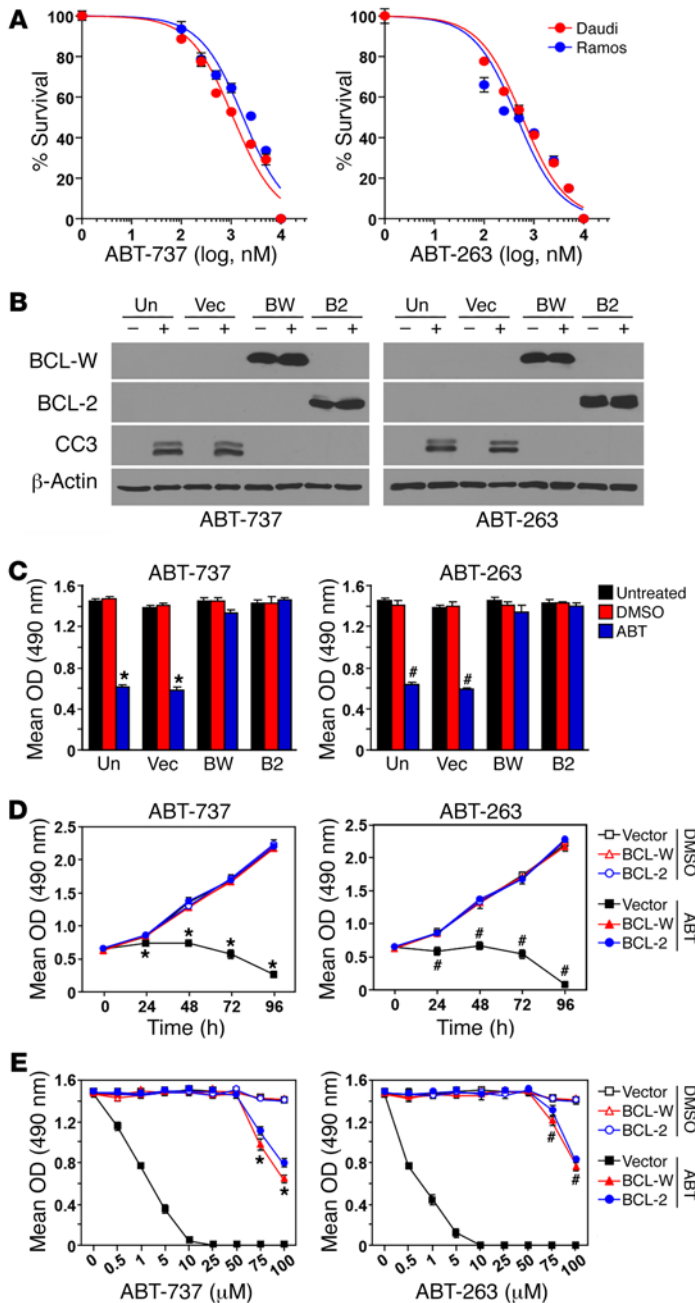 A
100
80
60
40
20
0
% Survival
0 1 2 3 4
ABT-737 (log, nM)
100
80
60
40
20
0
% Survival
0 1 2 3 4
ABT-263 (log, nM)
Daudi
Ramos
B
Un Vec BW B2 Un Vec BW B2
– + – + – + – + – + – + – + – +
BCL-W
BCL-2
CC3
β-Actin
ABT-737 ABT-263
C
ABT-737
1.6
1.2
0.8
0.4
0
Mean OD (490 nm)
* *
Un Vec BW B2
ABT-263
1.6
1.2
0.8
0.4
0
Mean OD (490 nm)
# #
Un Vec BW B2
Untreated
DMSO
ABT
D
ABT-737
2.5
2.0
1.5
1.0
0.5
0
Mean OD (490 nm)
* * * *
0 24 48 72 96
Time (h)
ABT-263
2.5
2.0
1.5
1.0
0.5
0
Mean OD (490 nm)
# # # #
0 24 48 72 96
Time (h)
Vector
BCL-W
BCL-2
DMSO
Vector
BCL-W
BCL-2
ABT
E
1.6
1.2
0.8
0.4
0
Mean OD (490 nm)
* *
0 0.5 1 5 10 25 50 75 100
ABT-737 (μM)
1.6
1.2
0.8
0.4
0
Mean OD (490 nm)
# #
0 0.5 1 5 10 25 50 75 100
ABT-263 (μM)
Vector
BCL-W
BCL-2
DMSO
Vector
BCL-W
BCL-2
ABT